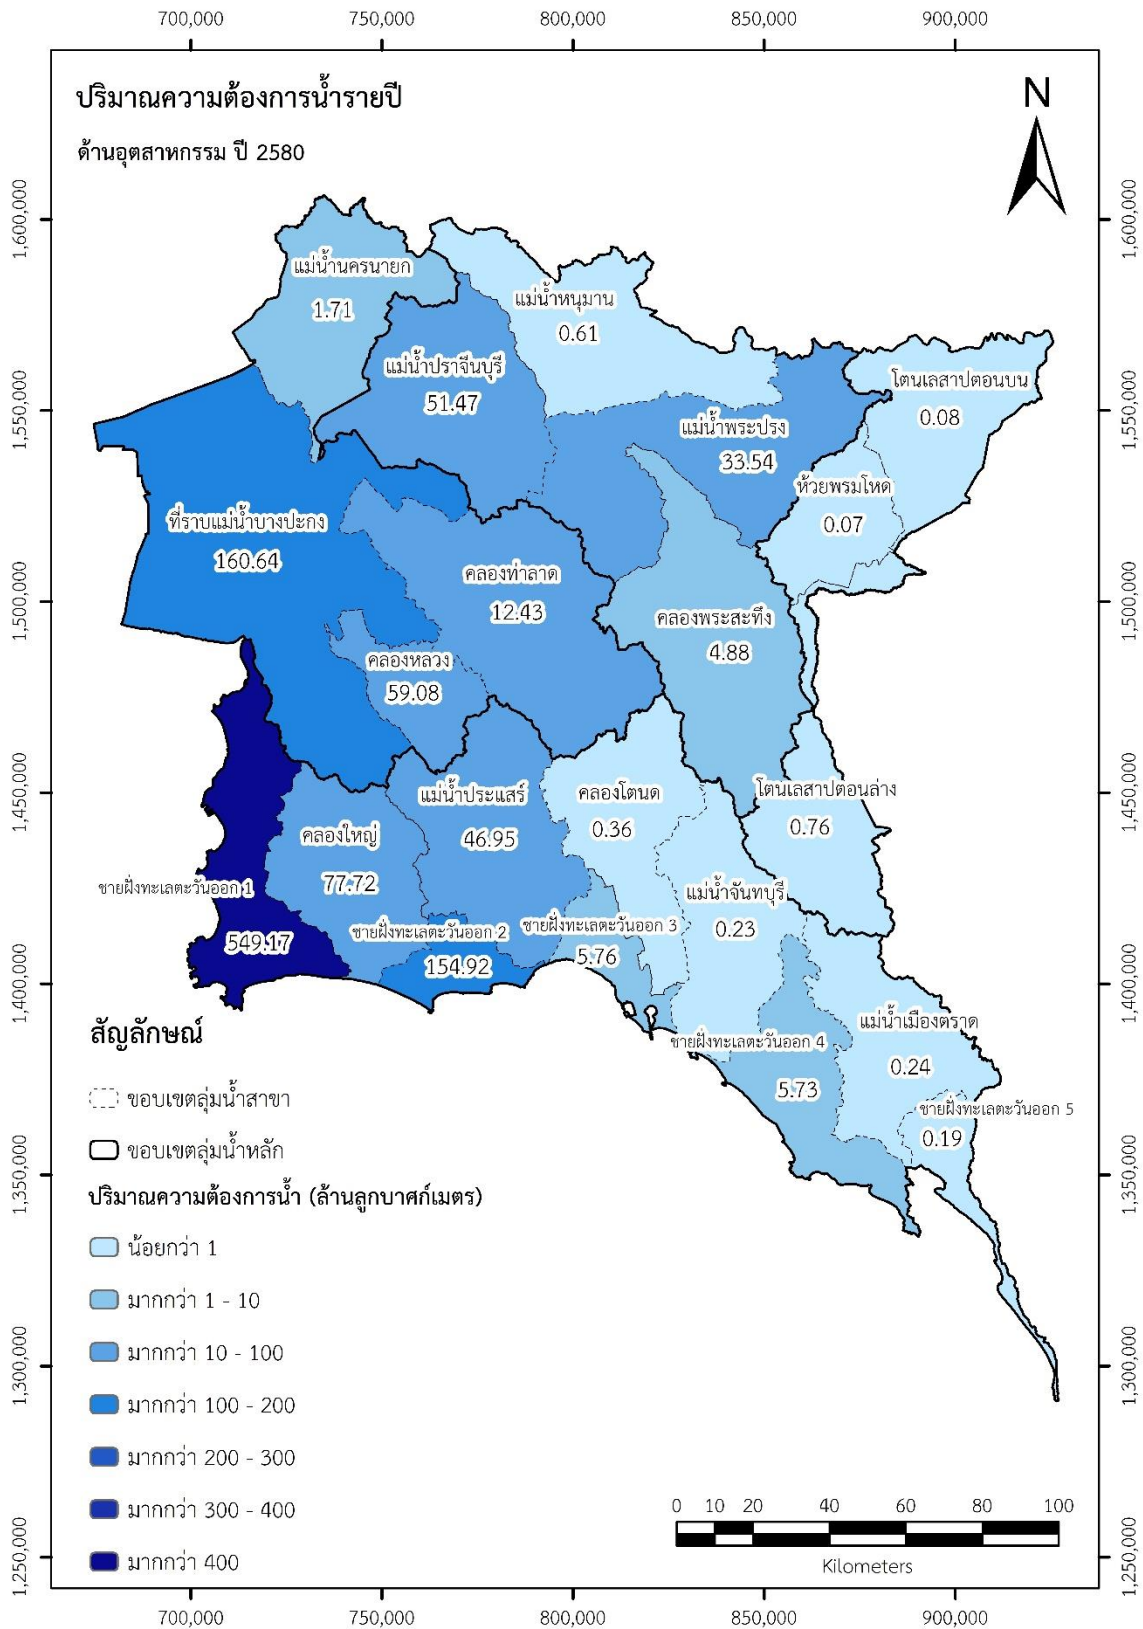 700,000 750,000 800,000 850,000 900,000
ปริมาณความต้องการน้ำรายปี
N
ด้านอุตสาหกรรม ปี 2580
1,600,000 1,600,000
แม่น้ำนครนายก
1.71
แม่น้ำหนุมาน
0.61
แม่น้ำปราจีนบุรี
51.47
โตนเลสาปตอนบน
0.08
1,550,000 1,550,000
แม่น้ำพระปรง
33.54
ห้วยพรมโหด
0.07
ที่ราบแม่น้ำบางปะกง
160.64
คลองท่าลาด
12.43
1,500,000 1,500,000
คลองพระสะทึง
4.88
คลองหลวง
59.08
1,450,000 1,450,000
แม่น้ำประแสร์
46.95
คลองโตนด
0.36
โตนเลสาปตอนล่าง
0.76
คลองใหญ่
77.72
ชายฝั่งทะเลตะวันออก 1
549.17
แม่น้ำจันทบุรี
0.23
ชายฝั่งทะเลตะวันออก 2
154.92
ชายฝั่งทะเลตะวันออก 3
5.76
1,400,000 1,400,000
แม่น้ำเมืองตราด
0.24
ชายฝั่งทะเลตะวันออก 4
5.73
ชายฝั่งทะเลตะวันออก 5
0.19
สัญลักษณ์
ขอบเขตลุ่มน้ำสาขา
ขอบเขตลุ่มน้ำหลัก
1,350,000 1,350,000
ปริมาณความต้องการน้ำ (ล้านลูกบาศก์เมตร)
น้อยกว่า 1
มากกว่า 1 - 10
มากกว่า 10 - 100
1,300,000 1,300,000
มากกว่า 100 - 200
มากกว่า 200 - 300
มากกว่า 300 - 400
มากกว่า 400
0 10 20 40 60 80 100
Kilometers
1,250,000 1,250,000
700,000 750,000 800,000 850,000 900,000